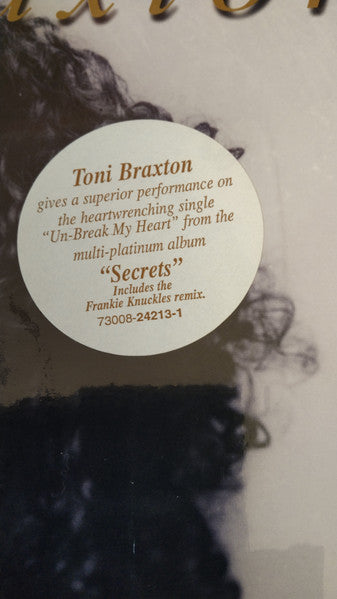 Toni Braxton
gives a superior performance on
the heartwrenching single
"Un-Break My Heart" from the
multi-platinum album
"Secrets"
Includes the
Frankie Knuckles remix.
73008-24213-1